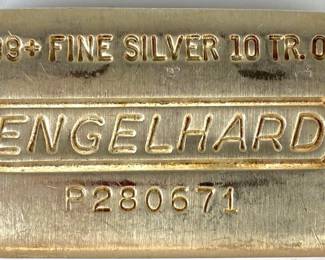 99+ FINE SILVER 10 TR. O
ENGELHARD
P280671